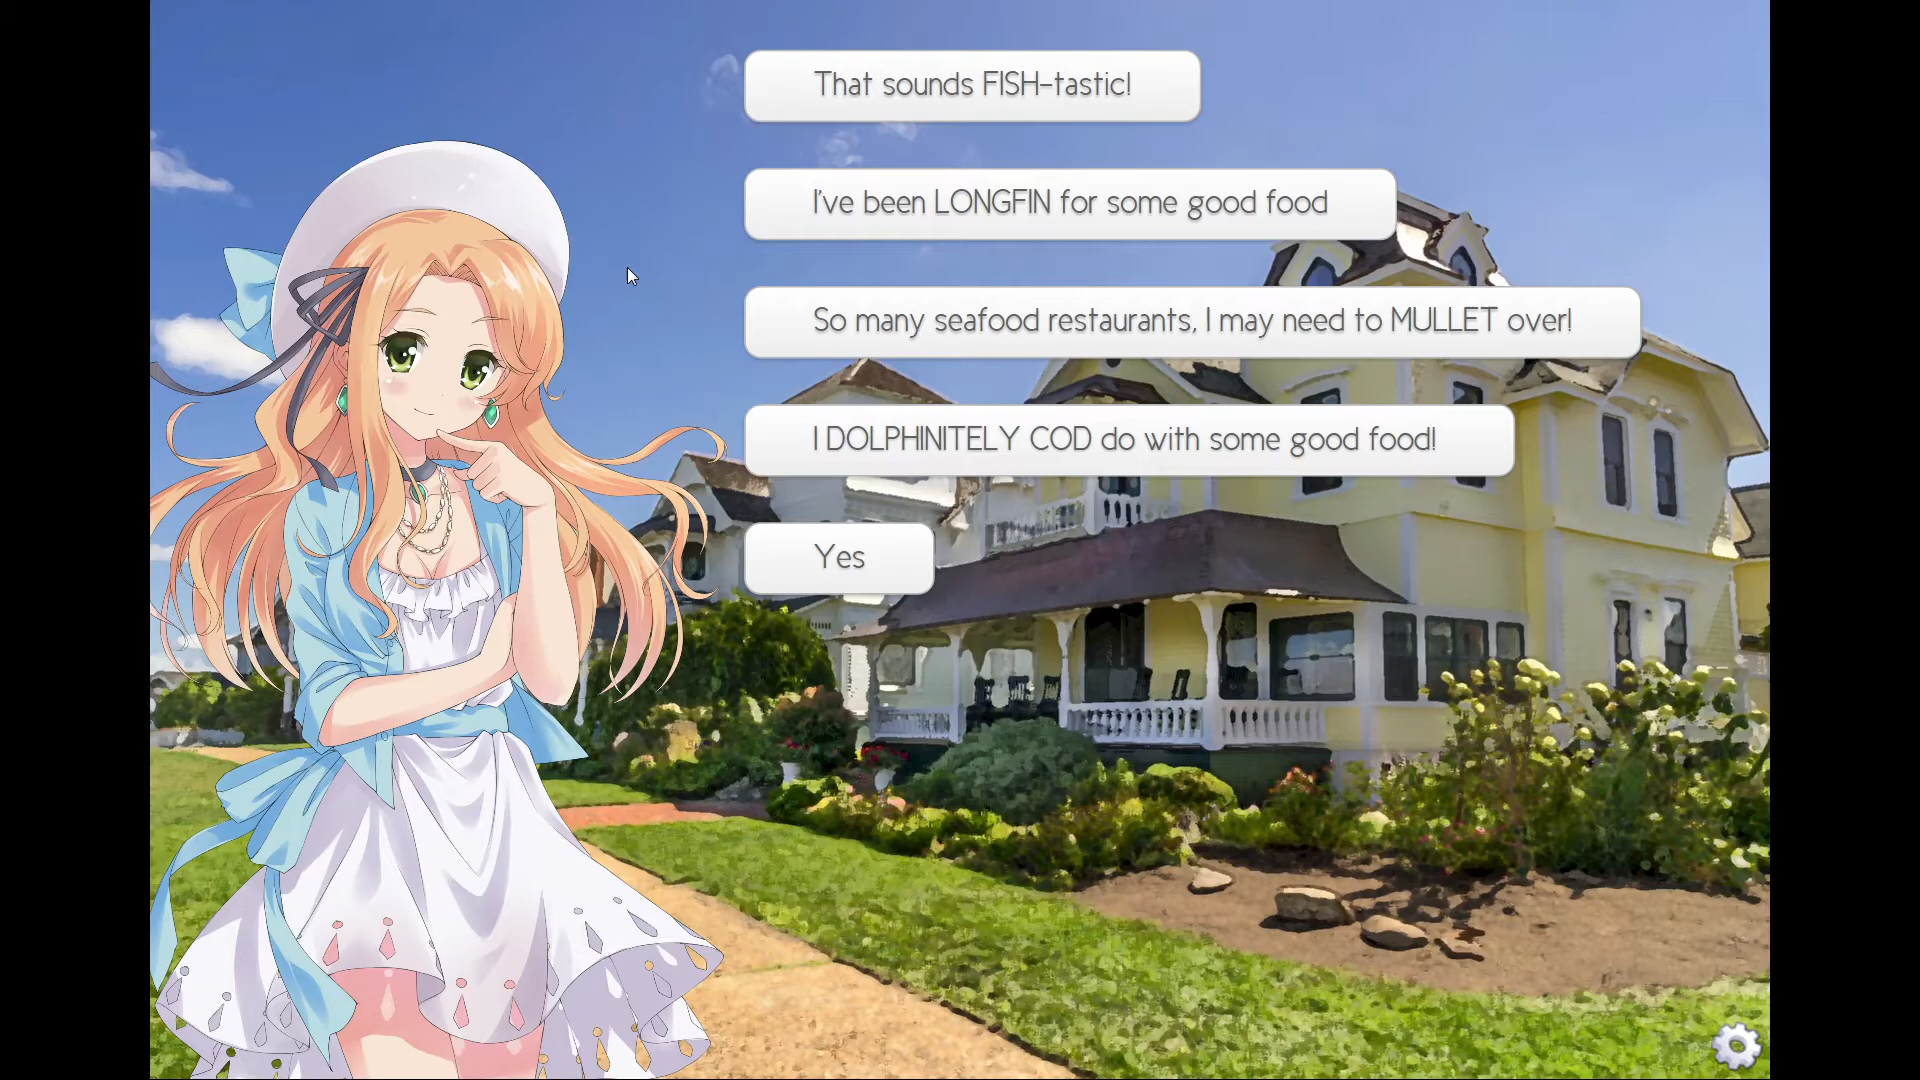 That sounds FISH-tastic!
I've been LONGFIN for some good food
So many seafood restaurants, I may need to MULLET over!
I DOLPHINITELY COD do with some good food!
Yes